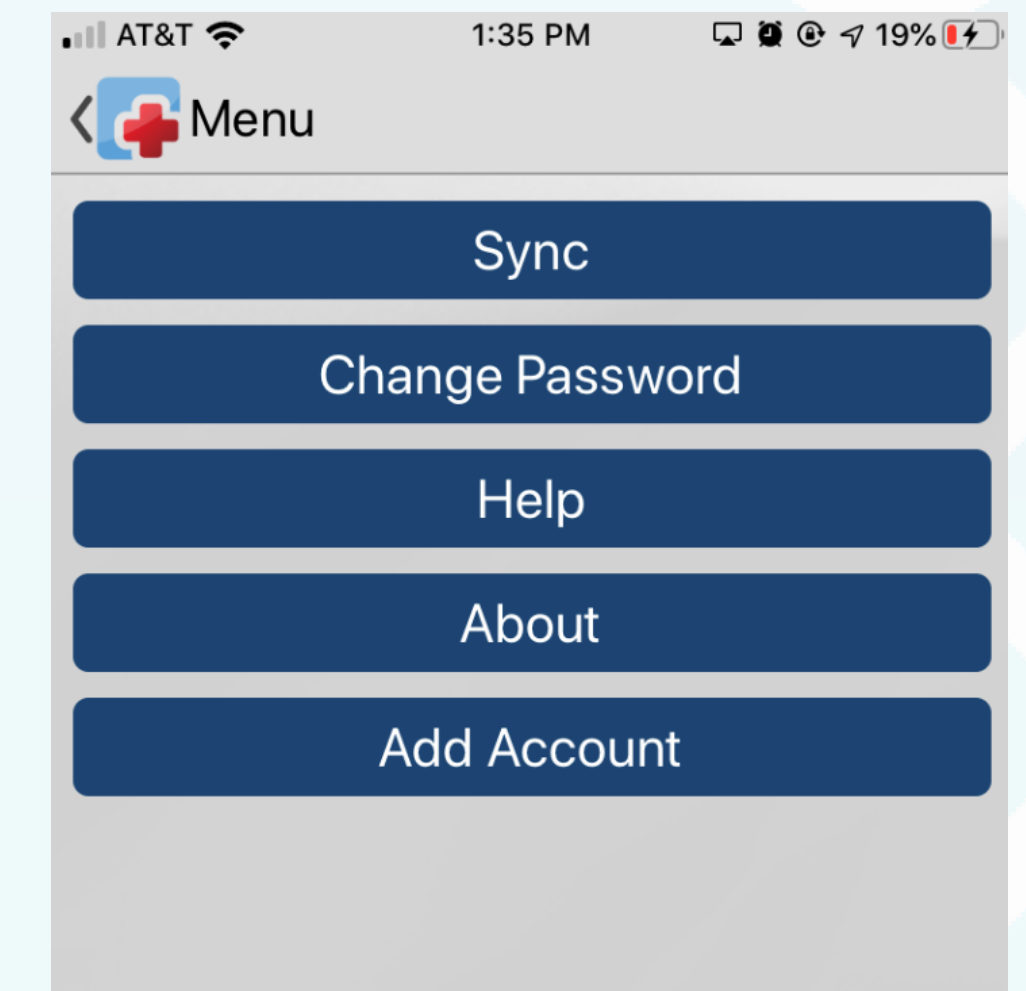 AT&T 1:35 PM 19%
Menu
Sync
Change Password
Help
About
Add Account